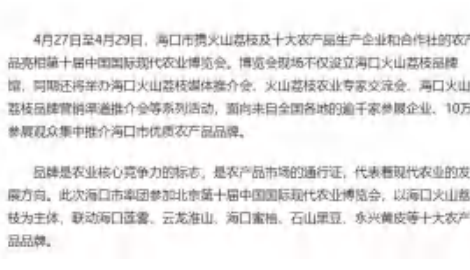 4月27日至4月29日，海口市携火山荔枝及十大农产品生产企业和合作社的农产
品亮相第十届中国国际现代农业博览会。博览会现场不仅设立海口火山荔枝品牌
馆，同期还将举办海口火山荔枝媒体推介会、火山荔枝农业专家交流会、海口火山
荔枝品牌营销渠道推介会等系列活动，面向来自全国各地的逾千家参展企业、10万
参展观众集中推介海口市优质农产品品牌。
品牌是农业核心竞争力的标志，是农产品市场的通行证，代表着现代农业的发
展方向。此次海口市率团参加北京第十届中国国际现代农业博览会，以海口火山荔
枝为主体，联动海口莲雾、云龙淮山、海口蜜柚、石山黑豆、永兴黄皮等十大农产
品品牌。